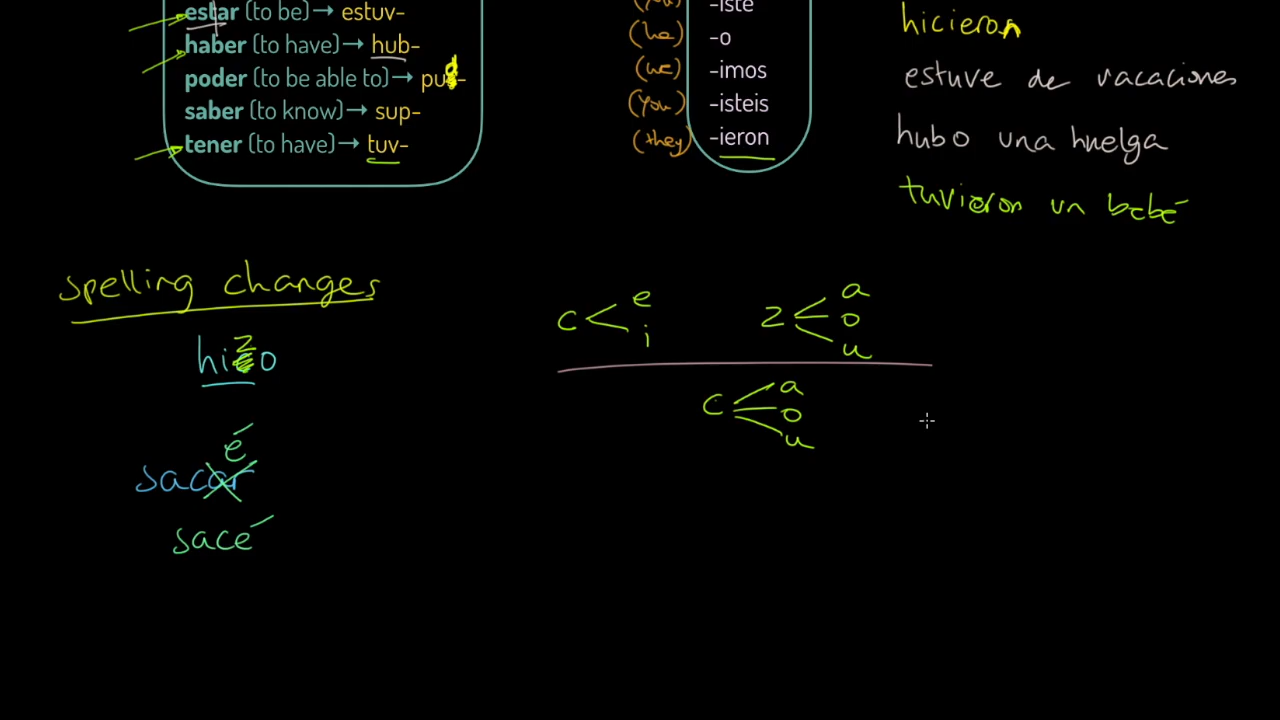 estar (to be)→ estuv-
haber (to have)→ hub-
poder (to be able to)→ pud-
saber (to know)→ sup-
tener (to have)→ tuv-
-iste
(he) -o
(we) -imos
(you) -isteis
(they) -ieron
hicieron
estuve de vacaciones
hubo una huelga
tuvieron un bebé
spelling changes
hizo
é
sacar
sacé
c e
i
z a
o
u
c a
o
u